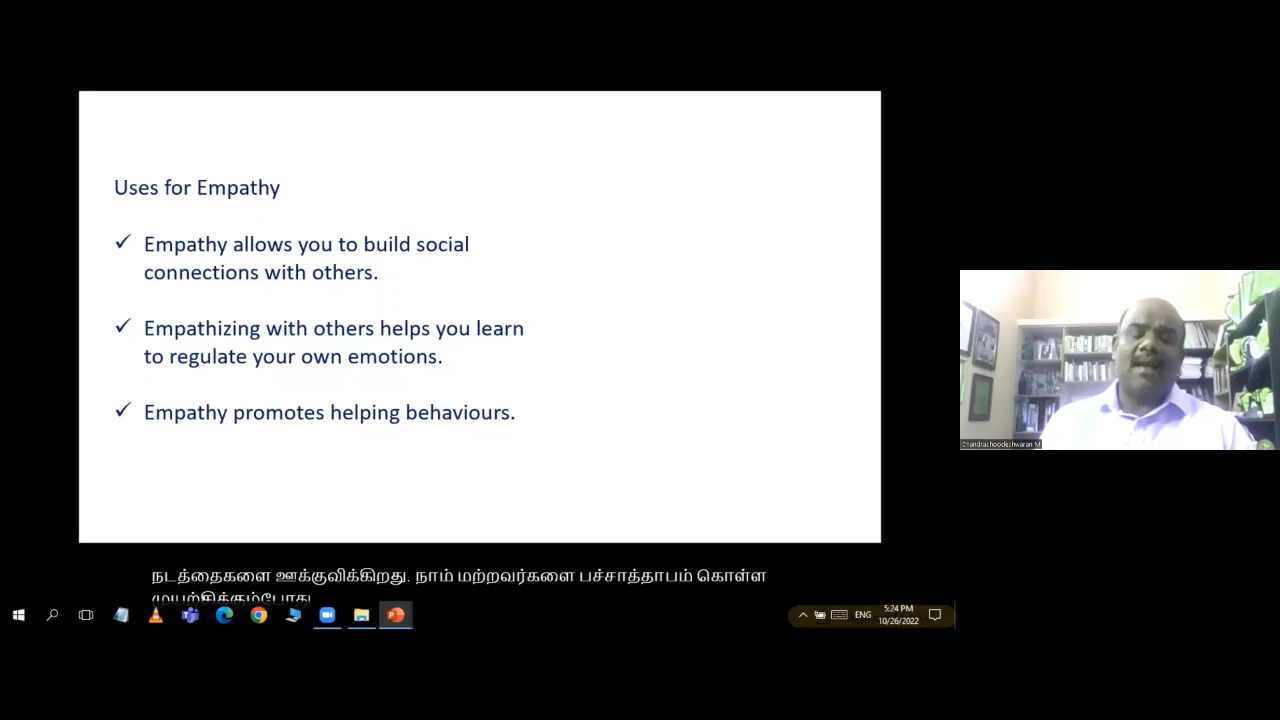 Uses for Empathy
✓ Empathy allows you to build social
connections with others.
✓ Empathizing with others helps you learn
to regulate your own emotions.
✓ Empathy promotes helping behaviours.
Chandrachoodeshwaran M
நடத்தைகளை ஊக்குவிக்கிறது. நாம் மற்றவர்களை பச்சாத்தாபம் கொள்ள
முயற்சிக்கும்போது
ENG
5:24 PM
10/26/2022